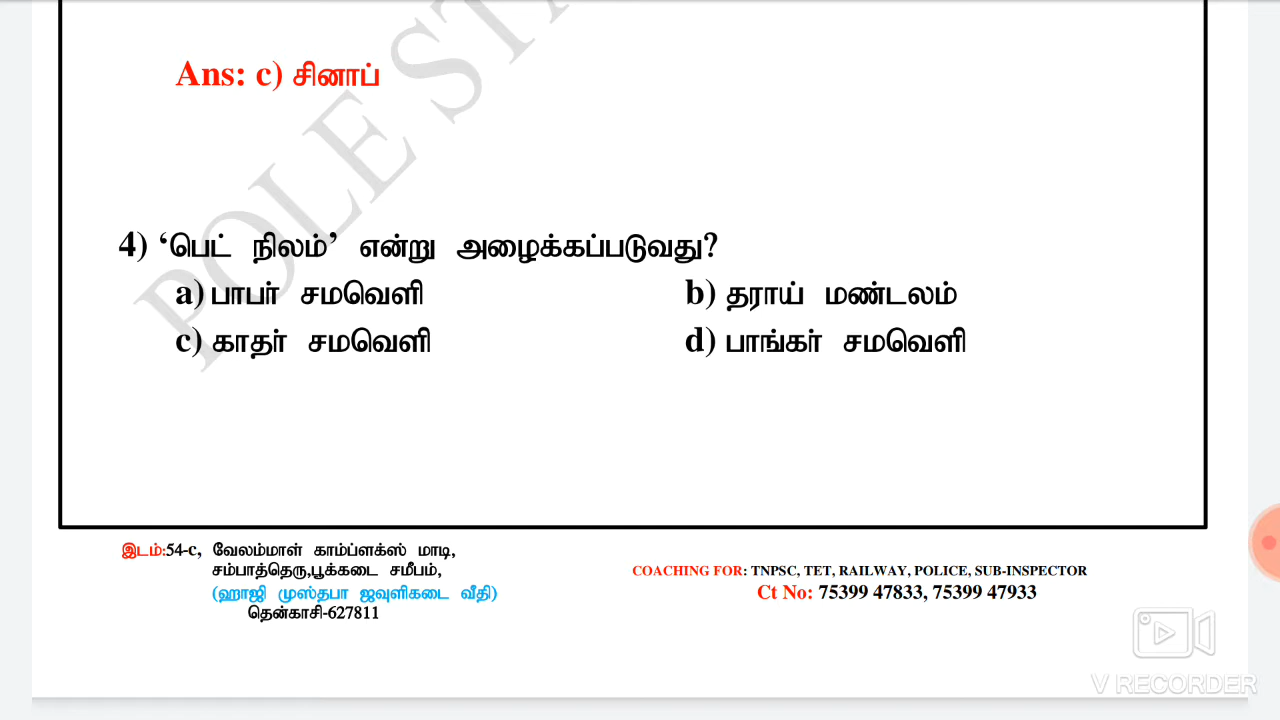 Ans: c) சினாப்
POLE STA
4) ‘பெட் நிலம்’ என்று அழைக்கப்படுவது?
a) பாபர் சமவெளி b) தராய் மண்டலம்
c) காதர் சமவெளி d) பாங்கர் சமவெளி
இடம்:54-c, வேலம்மாள் காம்ப்ளக்ஸ் மாடி,
சம்பாத்தெரு,பூக்கடை சமீபம்,
(ஹாஜி முஸ்தபா ஜவுளிகடை வீதி)
தென்காசி-627811
COACHING FOR: TNPSC, TET, RAILWAY, POLICE, SUB-INSPECTOR
Ct No: 75399 47833, 75399 47933
V RECORDER